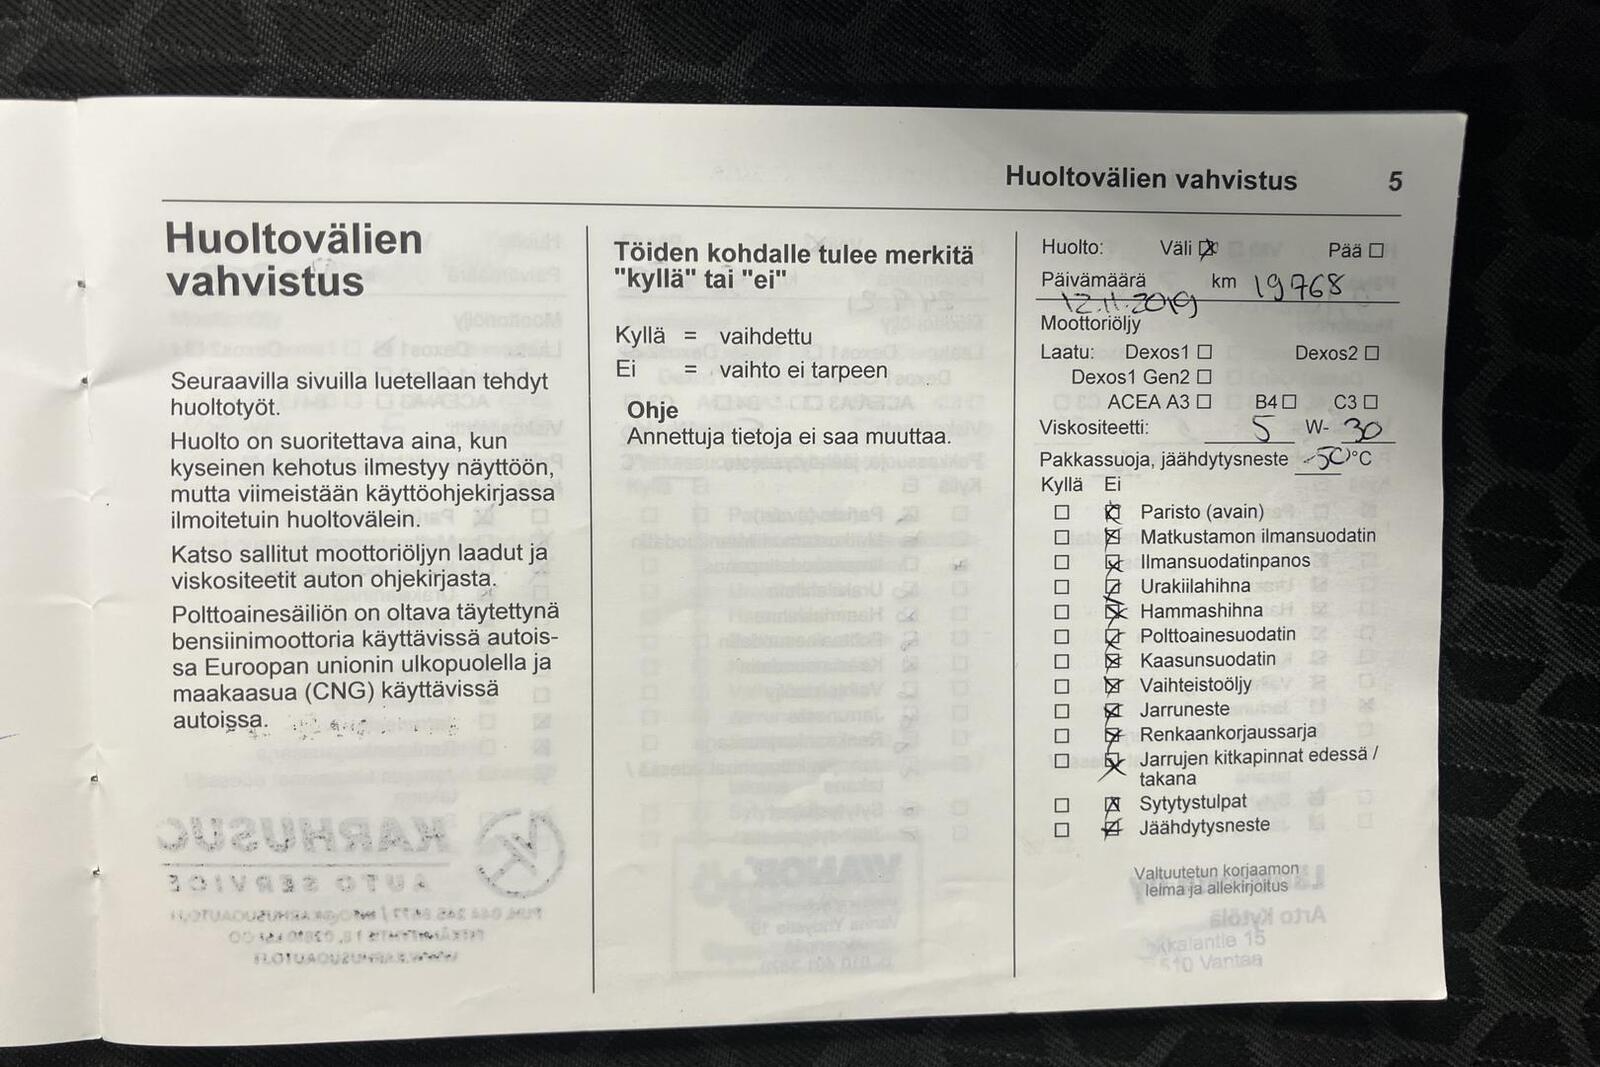 Huoltovälien vahvistus 5
Huoltovälien
vahvistus
Seuraavilla sivuilla luetellaan tehdyt
huoltotyöt.
Huolto on suoritettava aina, kun
kyseinen kehotus ilmestyy näyttöön,
mutta viimeistään käyttöohjekirjassa
ilmoitetuin huoltovälein.
Katso sallitut moottoriöljyn laadut ja
viskositeetit auton ohjekirjasta.
Polttoainesäiliön on oltava täytettynä
bensiinimoottoria käyttävissä autois-
sa Euroopan unionin ulkopuolella ja
maakaasua (CNG) käyttävissä
autoissa.
Töiden kohdalle tulee merkitä
"kyllä" tai "ei"
Kyllä = vaihdettu
Ei = vaihto ei tarpeen
Ohje
Annettuja tietoja ei saa muuttaa.
Huolto: Väli ☒ Pää ☐
Päivämäärä km 19768
12.11.2019
Moottoriöljy
Laatu: Dexos1 ☐ Dexos2 ☐
Dexos1 Gen2 ☐
ACEA A3 ☐ B4 ☐ C3 ☐
Viskositeetti: 5 W- 30
Pakkassuoja, jäähdytysneste -50 °C
Kyllä Ei
☐ ☒ Paristo (avain)
☐ ☒ Matkustamon ilmansuodatin
☐ ☒ Ilmansuodatinpanos
☐ ☒ Urakiilahihna
☐ ☒ Hammashihna
☐ ☒ Polttoainesuodatin
☐ ☒ Kaasunsuodatin
☐ ☒ Vaihteistoöljy
☐ ☒ Jarruneste
☐ ☒ Renkaankorjaussarja
☐ ☒ Jarrujen kitkapinnat edessä /
takana
☐ ☒ Sytytystulpat
☐ ☒ Jäähdytysneste
Valtuutetun korjaamon
leima ja allekirjoitus